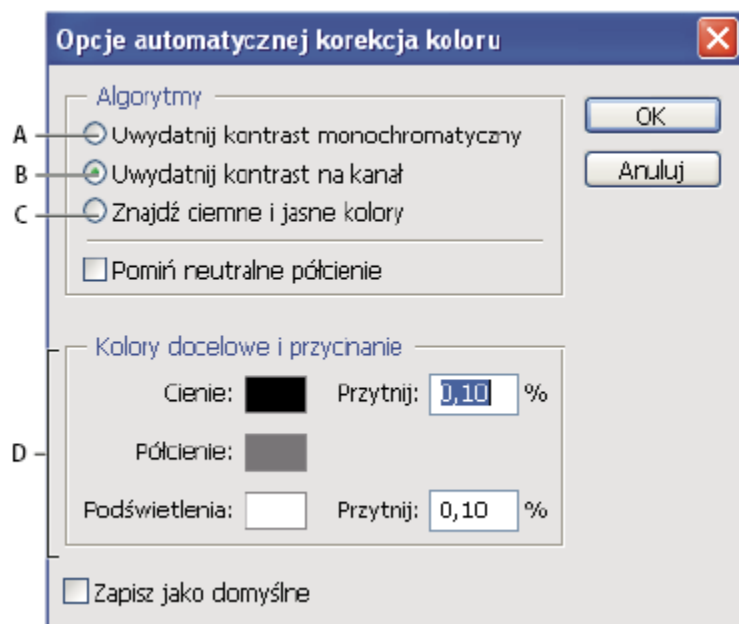 Opcje automatycznej korekcja koloru
Algorytmy
OK
A
Uwydatnij kontrast monochromatyczny
B
Uwydatnij kontrast na kanał
Anuluj
C
Znajdź ciemne i jasne kolory
Pomiń neutralne półcienie
Kolory docelowe i przycinanie
Cienie: Przytnij: 0,10 %
D
Półcienie:
Podświetlenia: Przytnij: 0,10 %
Zapisz jako domyślne